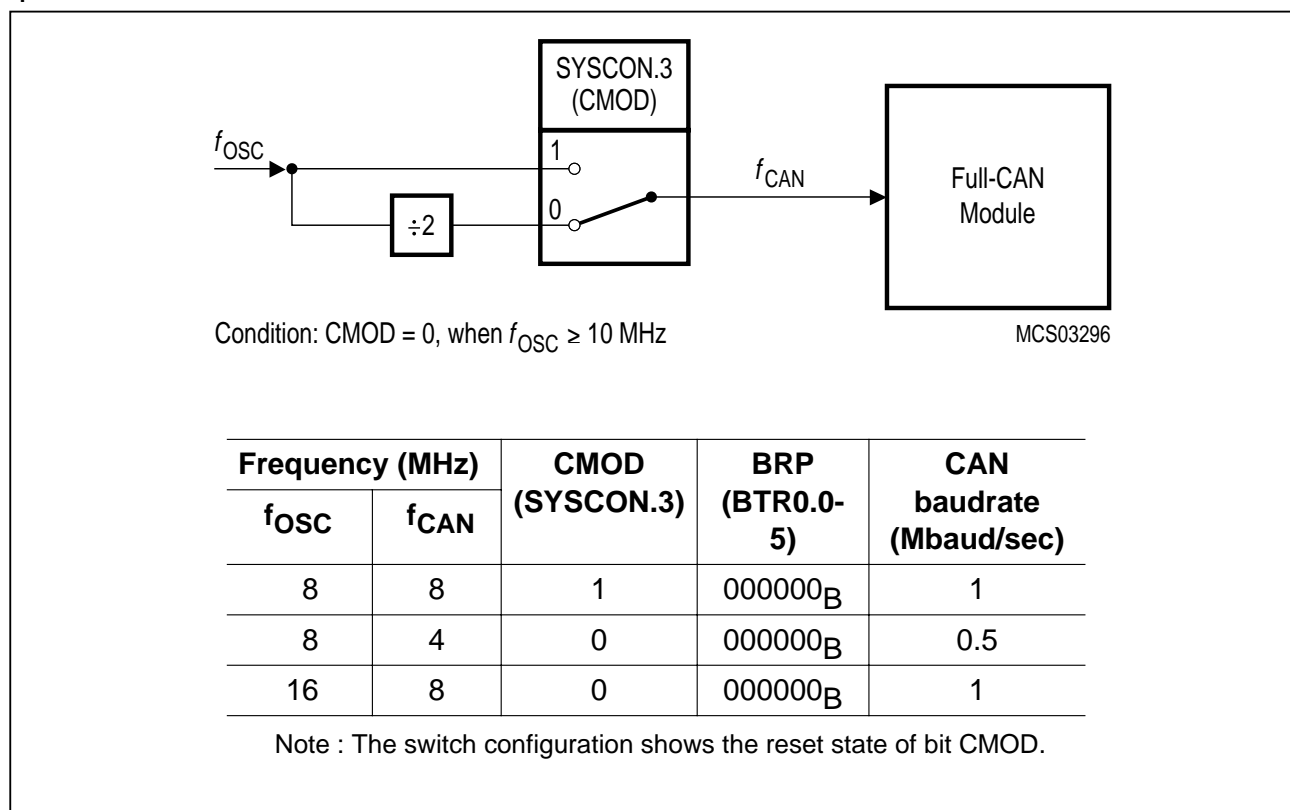 SYSCON.3
(CMOD)
fOSC
1
fCAN
Full-CAN
Module
0
÷2
Condition: CMOD = 0, when fOSC ≥ 10 MHz
MCS03296
Frequency (MHz) CMOD BRP CAN
fOSC fCAN (SYSCON.3) (BTR0.0- baudrate
5) (Mbaud/sec)
8 8 1 000000B 1
8 4 0 000000B 0.5
16 8 0 000000B 1
Note : The switch configuration shows the reset state of bit CMOD.